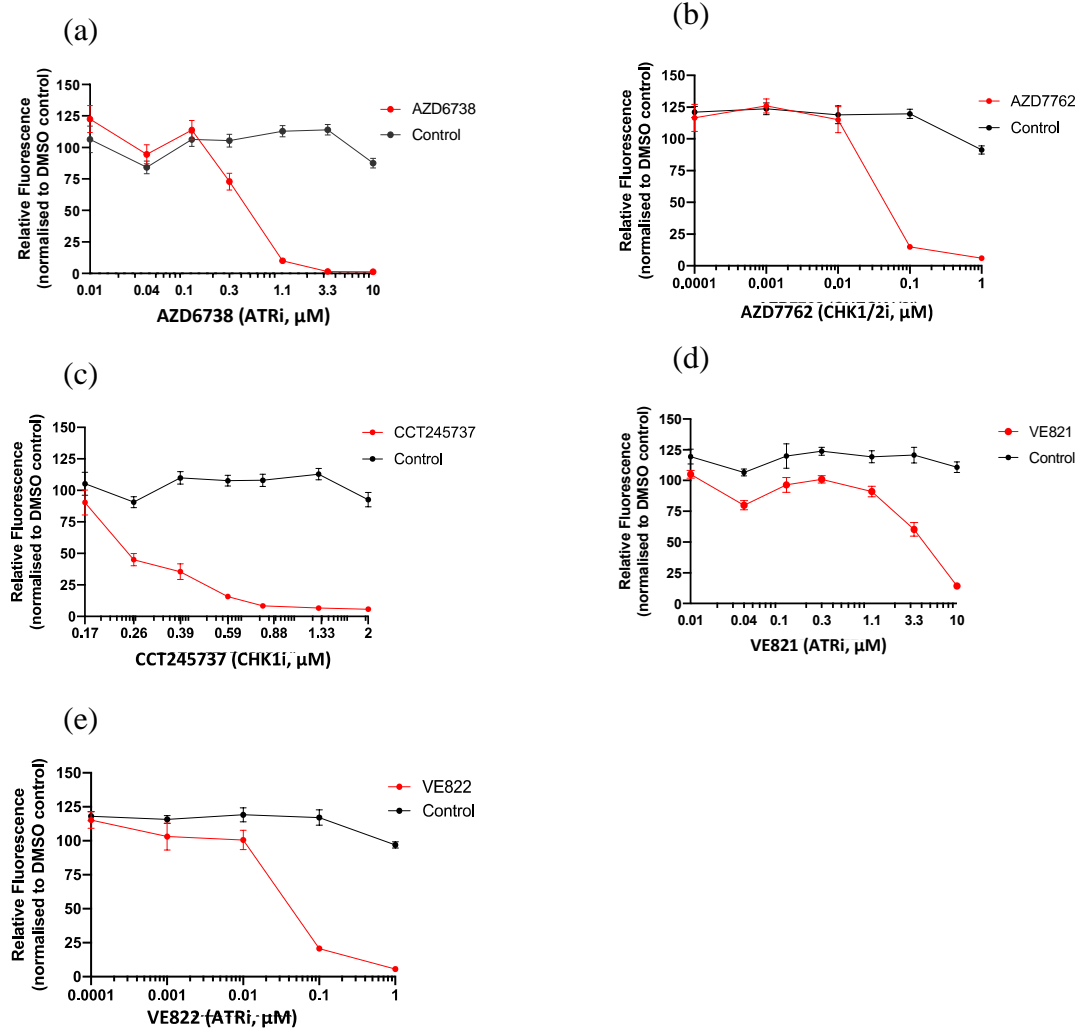 (a)
Relative Fluorescence
(normalised to DMSO control)
150
125
100
75
50
25
0
0.01 0.04 0.1 0.3 1.1 3.3 10
AZD6738 (ATRi, μM)
AZD6738
Control
(b)
Relative Fluorescence
(normalised to DMSO control)
150
125
100
75
50
25
0
0.0001 0.001 0.01 0.1 1
AZD7762 (CHK1/2i, μM)
AZD7762
Control
(c)
Relative Fluorescence
(normalised to DMSO control)
150
125
100
75
50
25
0
0.17 0.26 0.39 0.59 0.88 1.33 2
CCT245737 (CHK1i, μM)
CCT245737
Control
(d)
Relative Fluorescence
(normalised to DMSO control)
150
125
100
75
50
25
0
0.01 0.04 0.1 0.3 1.1 3.3 10
VE821 (ATRi, μM)
VE821
Control
(e)
Relative Fluorescence
(normalised to DMSO control)
150
125
100
75
50
25
0
0.0001 0.001 0.01 0.1 1
VE822 (ATRi, μM)
VE822
Control